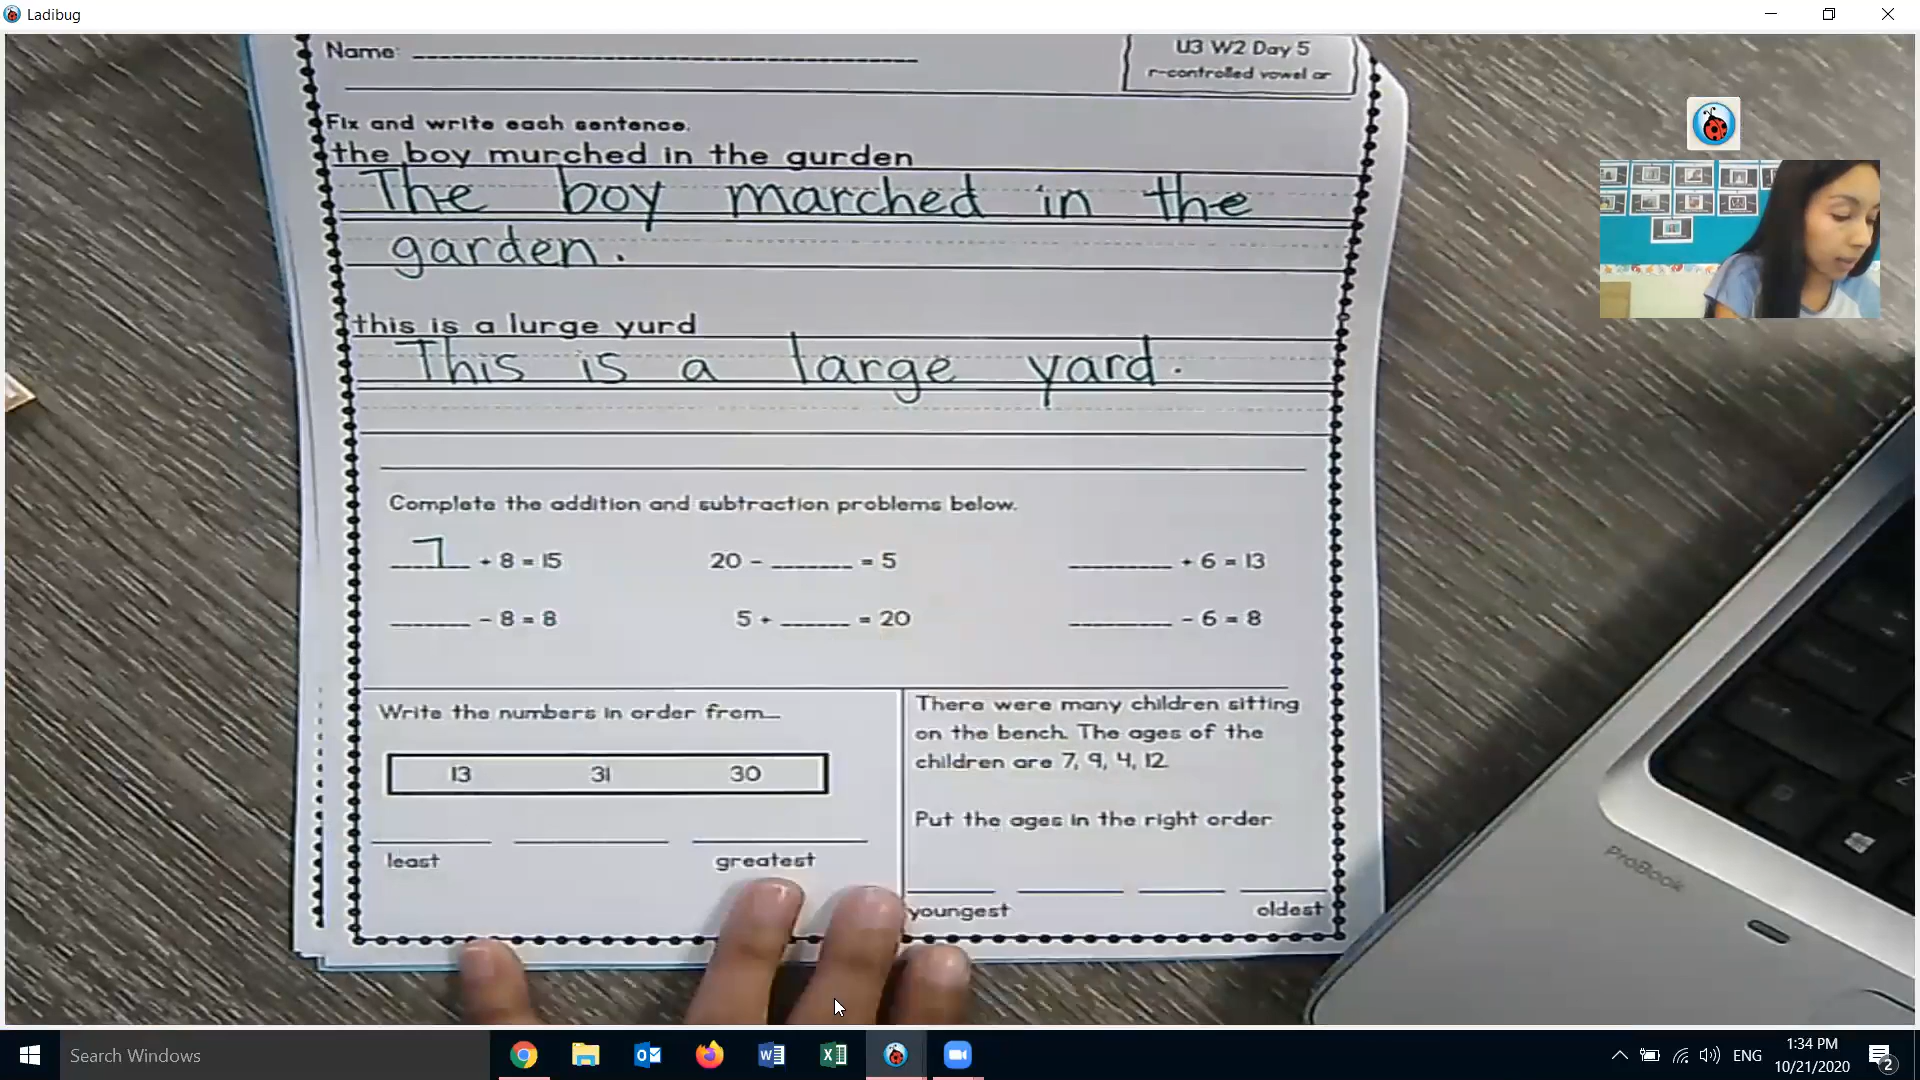 Ladibug
Name:
U3 W2 Day 5
r-controlled vowel ar
Fix and write each sentence.
the boy murched in the gurden
The boy marched in the
garden.
this is a lurge yurd
This is a large yard.
Complete the addition and subtraction problems below.
7 + 8 = 15 20 - ______ = 5 ______ + 6 = 13
______ - 8 = 8 5 + ______ = 20 ______ - 6 = 8
Write the numbers in order from...
13 31 30
least greatest
There were many children sitting
on the bench. The ages of the
children are 7, 9, 4, 12.
Put the ages in the right order
youngest oldest
ProBook
Search Windows
ENG
1:34 PM
10/21/2020
2